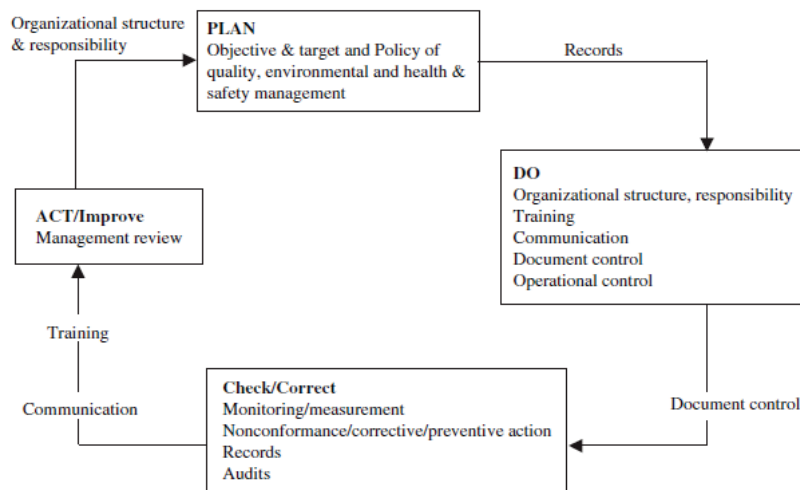 Organizational structure
& responsibility
PLAN
Objective & target and Policy of
quality, environmental and health &
safety management
Records
DO
Organizational structure, responsibility
Training
Communication
Document control
Operational control
ACT/Improve
Management review
Training
Communication
Check/Correct
Monitoring/measurement
Nonconformance/corrective/preventive action
Records
Audits
Document control